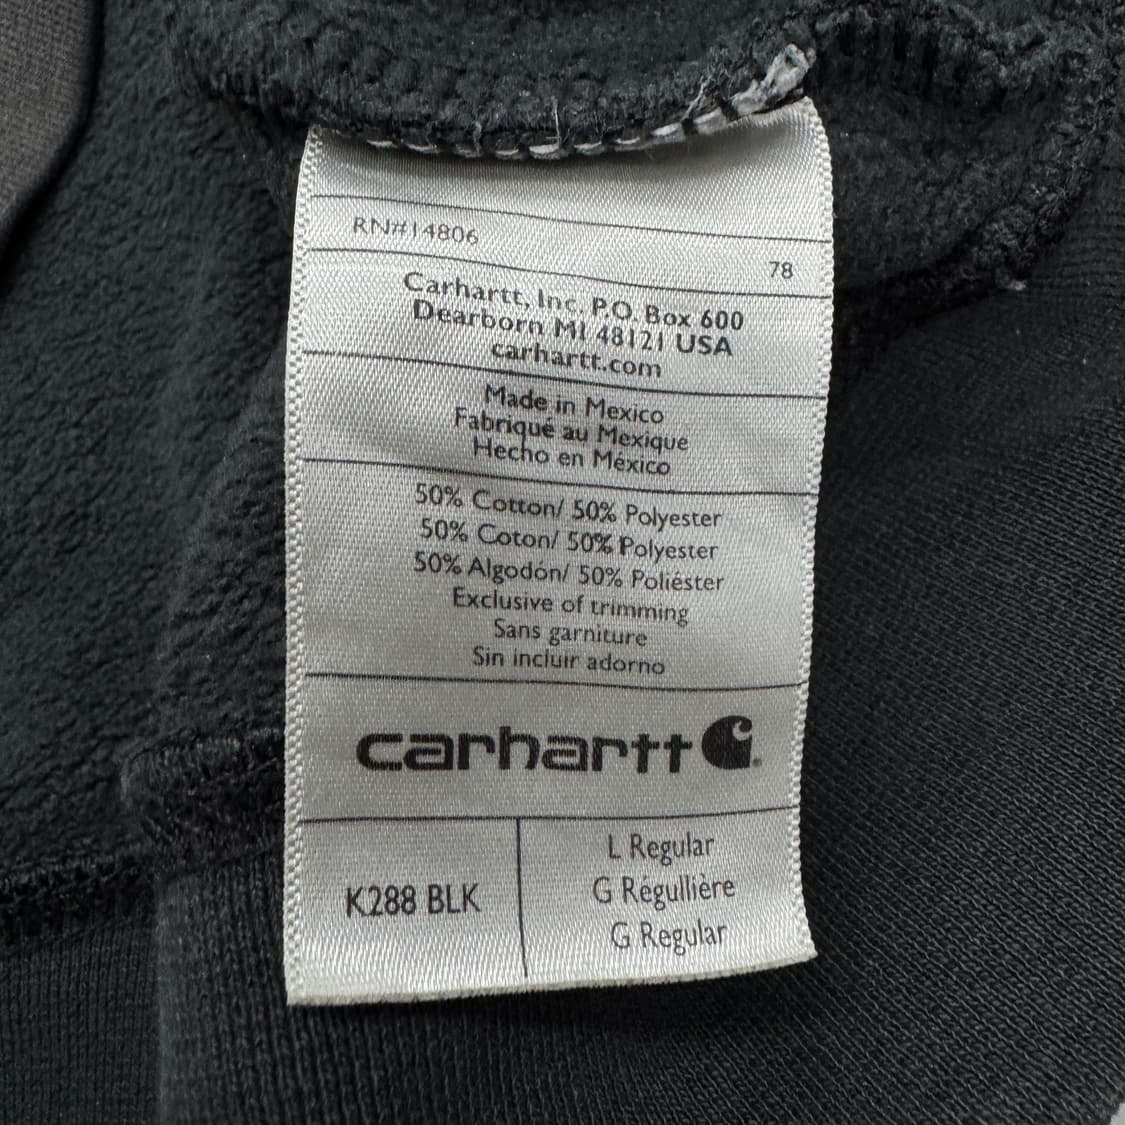 RN#14806
78
Carhartt, Inc. P.O. Box 600
Dearborn MI 48121 USA
carhartt.com
Made in Mexico
Fabriqué au Mexique
Hecho en México
50% Cotton/ 50% Polyester
50% Coton/ 50% Polyester
50% Algodón/ 50% Poliéster
Exclusive of trimming
Sans garniture
Sin incluir adorno
carhartt
K288 BLK
L Regular
G Régullière
G Regular